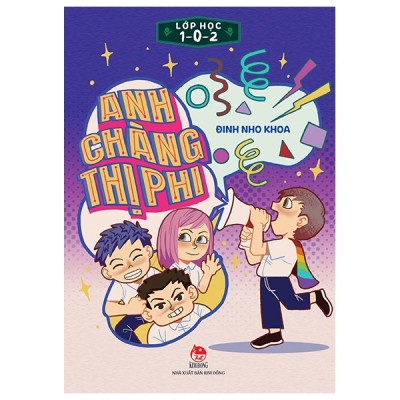 LỚP HỌC
1-0-2
ANH
CHÀNG
THỊ PHI
ĐINH NHO KHOA
KIM ĐỒNG
NHÀ XUẤT BẢN KIM ĐỒNG